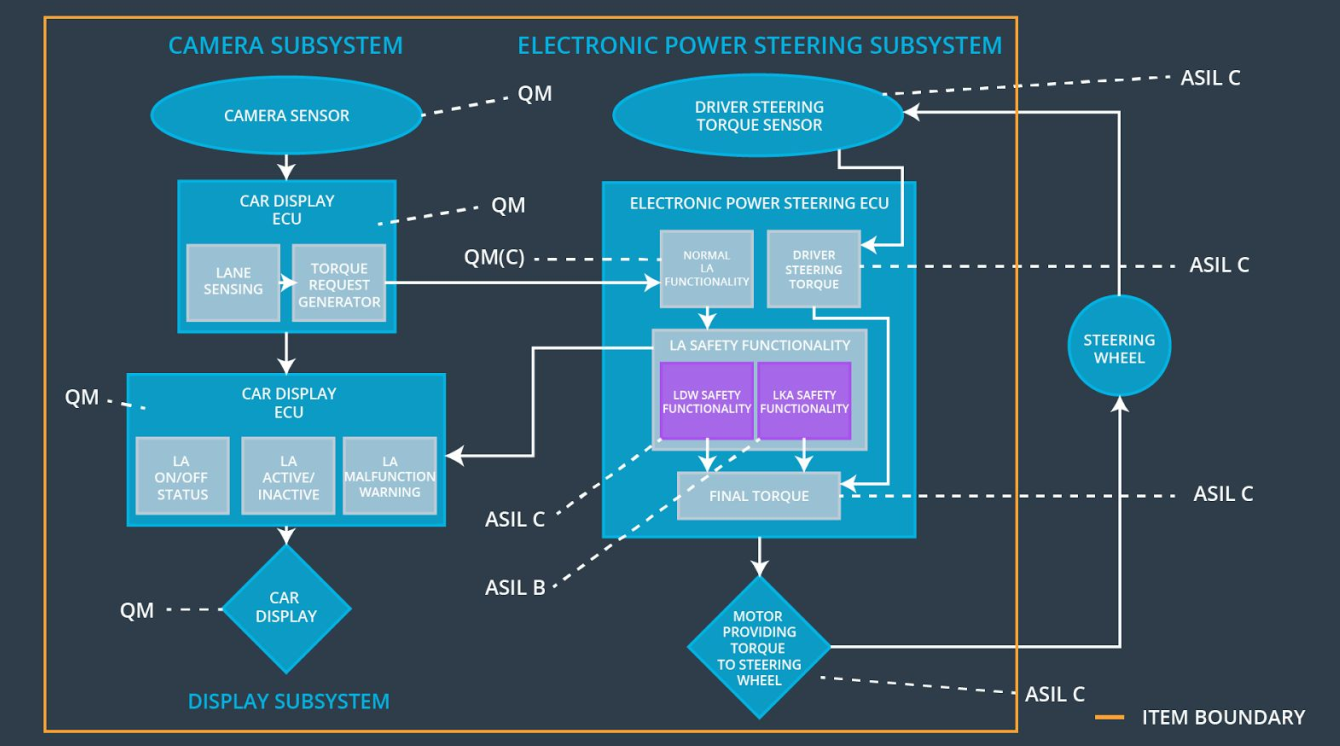 CAMERA SUBSYSTEM
ELECTRONIC POWER STEERING SUBSYSTEM
CAMERA SENSOR
QM
DRIVER STEERING
TORQUE SENSOR
ASIL C
CAR DISPLAY
ECU
QM
LANE
SENSING
TORQUE
REQUEST
GENERATOR
ELECTRONIC POWER STEERING ECU
QM(C)
NORMAL
LA
FUNCTIONALITY
DRIVER
STEERING
TORQUE
ASIL C
STEERING
WHEEL
LA SAFETY FUNCTIONALITY
LDW SAFETY
FUNCTIONALITY
LKA SAFETY
FUNCTIONALITY
QM
CAR DISPLAY
ECU
LA
ON/OFF
STATUS
LA
ACTIVE/
INACTIVE
LA
MALFUNCTION
WARNING
FINAL TORQUE
ASIL C
ASIL C
ASIL B
QM
CAR
DISPLAY
MOTOR
PROVIDING
TORQUE
TO STEERING
WHEEL
ASIL C
DISPLAY SUBSYSTEM
ITEM BOUNDARY